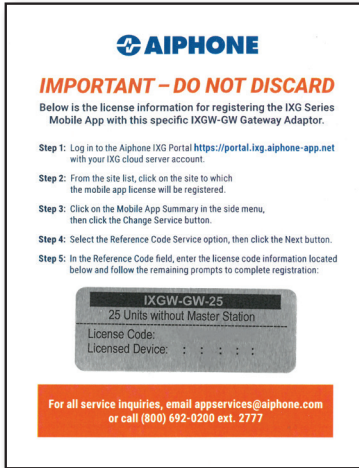 AIPHONE
IMPORTANT – DO NOT DISCARD
Below is the license information for registering the IXG Series
Mobile App with this specific IXGW-GW Gateway Adaptor.
Step 1: Log in to the Aiphone IXG Portal https://portal.ixg.aiphone-app.net
with your IXG cloud server account.
Step 2: From the site list, click on the site to which
the mobile app license will be registered.
Step 3: Click on the Mobile App Summary in the side menu,
then click the Change Service button.
Step 4: Select the Reference Code Service option, then click the Next button.
Step 5: In the Reference Code field, enter the license code information located
below and follow the remaining prompts to complete registration:
IXGW-GW-25
25 Units without Master Station
License Code:
Licensed Device: : : : : :
For all service inquiries, email appservices@aiphone.com
or call (800) 692-0200 ext. 2777